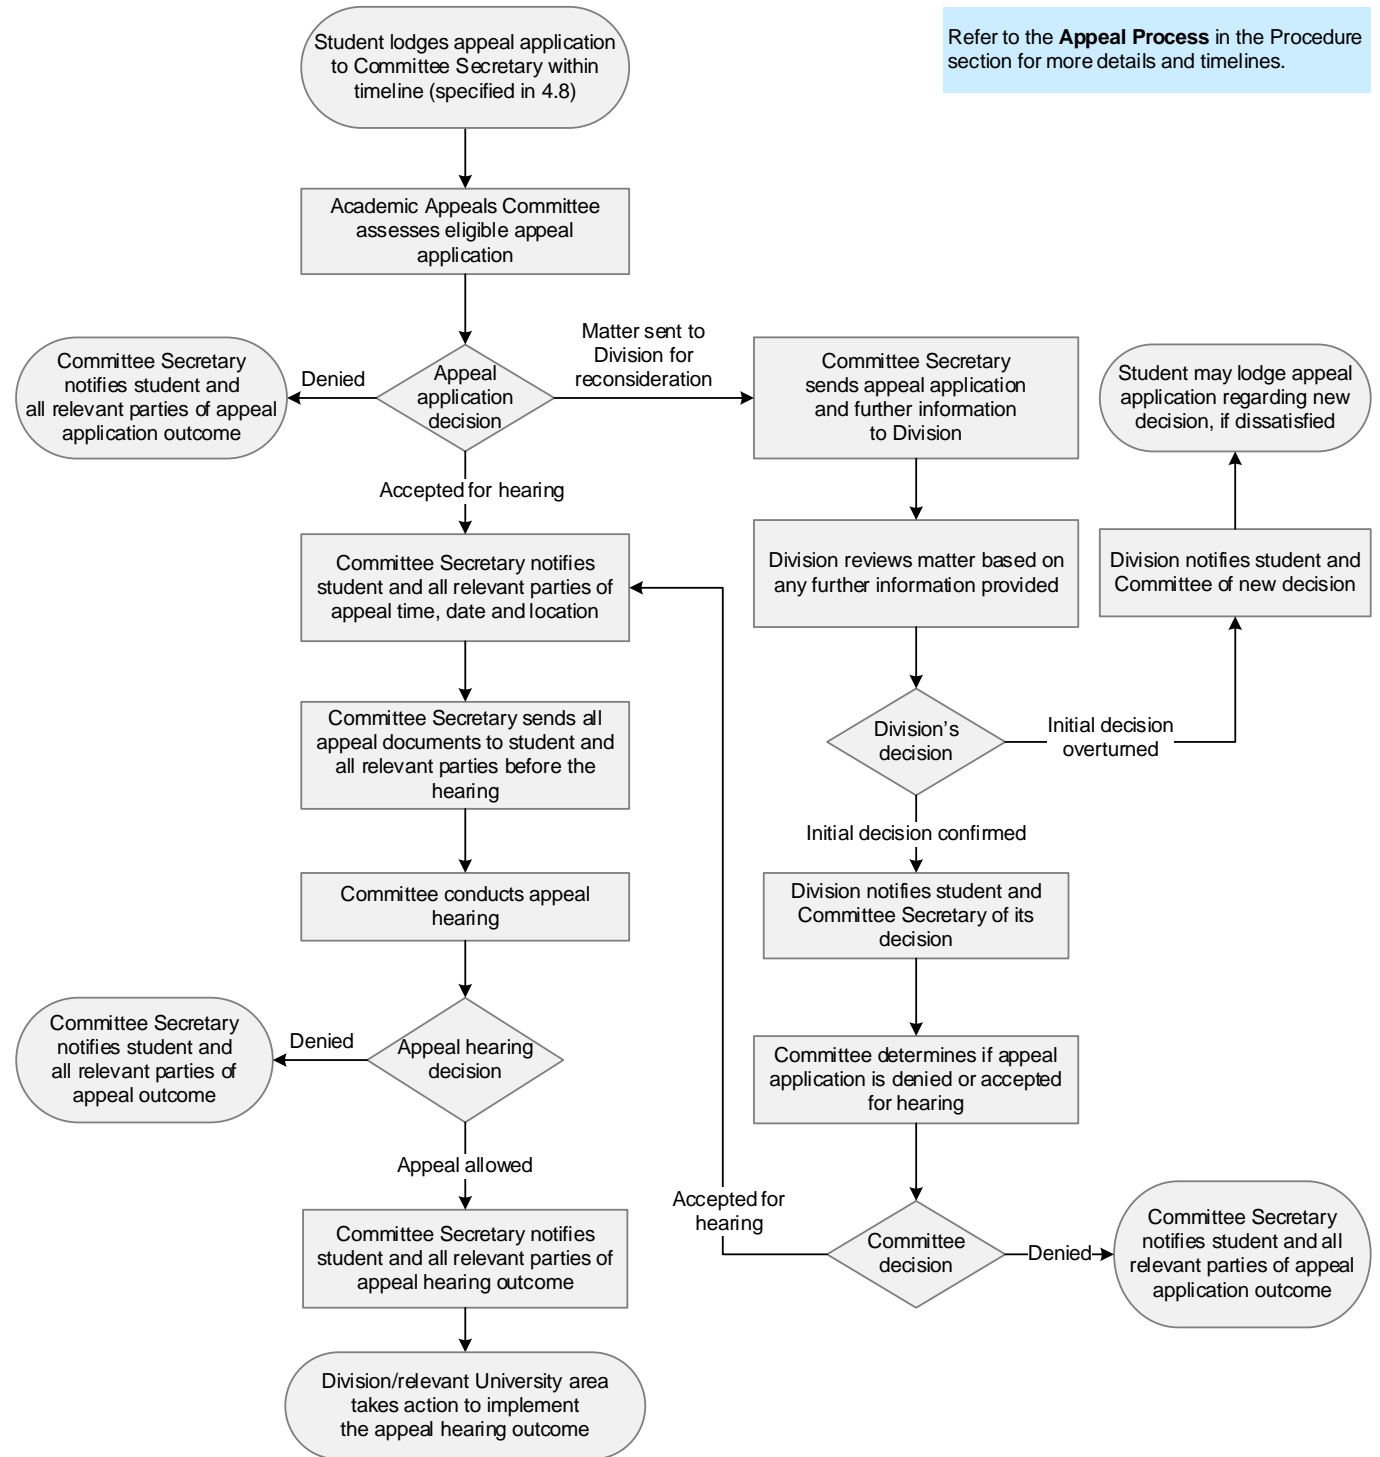 Student lodges appeal application
to Committee Secretary within
timeline (specified in 4.8)
Refer to the Appeal Process in the Procedure
section for more details and timelines.
Academic Appeals Committee
assesses eligible appeal
application
Appeal
application
decision
Denied
Committee Secretary
notifies student and
all relevant parties of appeal
application outcome
Matter sent to
Division for
reconsideration
Committee Secretary
sends appeal application
and further information
to Division
Student may lodge appeal
application regarding new
decision, if dissatisfied
Accepted for hearing
Committee Secretary notifies
student and all relevant parties of
appeal time, date and location
Division reviews matter based on
any further information provided
Division notifies student and
Committee of new decision
Committee Secretary sends all
appeal documents to student and
all relevant parties before the
hearing
Division's
decision
Initial decision
overturned
Initial decision confirmed
Committee conducts appeal
hearing
Division notifies student and
Committee Secretary of its
decision
Appeal hearing
decision
Denied
Committee Secretary
notifies student and
all relevant parties of
appeal outcome
Committee determines if appeal
application is denied or accepted
for hearing
Appeal allowed
Accepted for
hearing
Committee
decision
Denied
Committee Secretary
notifies student and all
relevant parties of appeal
application outcome
Committee Secretary notifies
student and all relevant parties of
appeal hearing outcome
Division/relevant University area
takes action to implement
the appeal hearing outcome